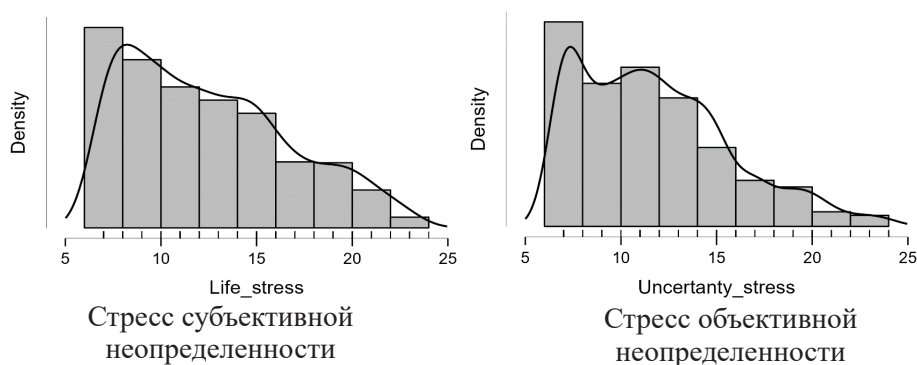 Density
5 10 15 20 25
Life_stress
Стресс субъективной
неопределенности
Density
5 10 15 20 25
Uncertanty_stress
Стресс объективной
неопределенности